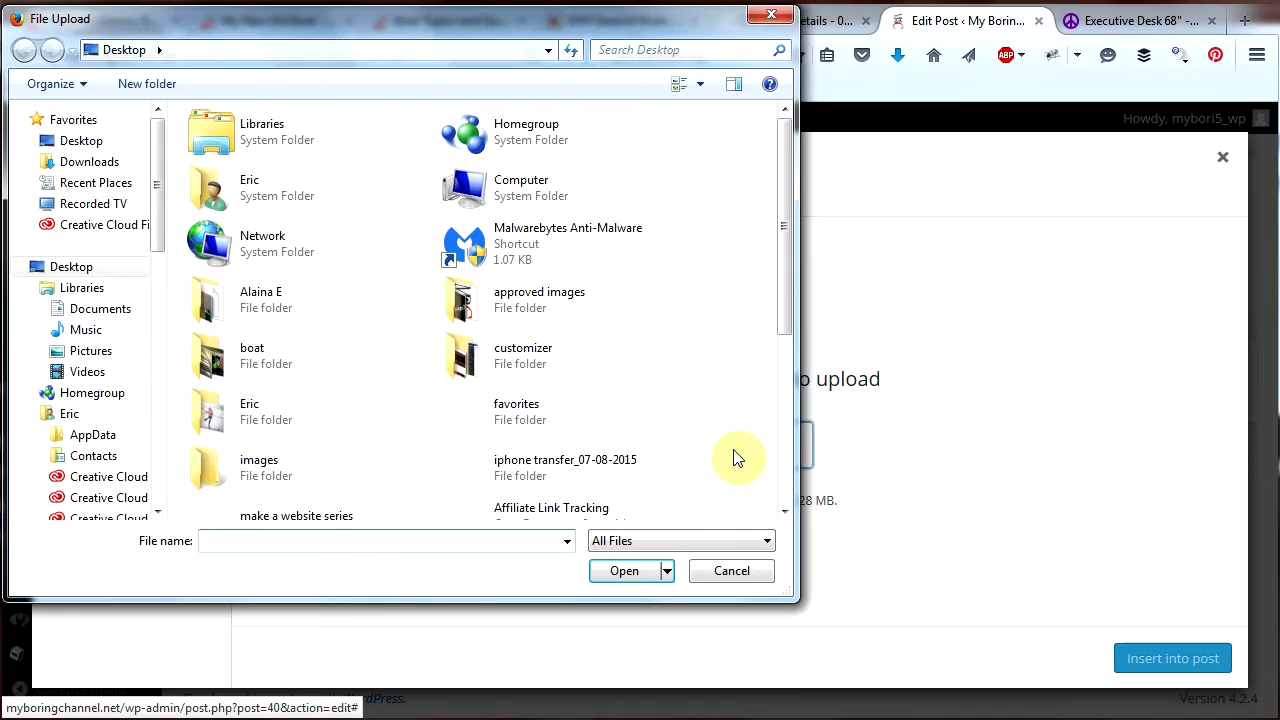 File Upload
etails - 0...
Edit Post ‹ My Boring...
Executive Desk 68" -...
Desktop
Search Desktop
ABP
Organize
New folder
Howdy, mybori5_wp
Favorites
Desktop
Downloads
Recent Places
Recorded TV
Creative Cloud Fi
Desktop
Libraries
Documents
Music
Pictures
Videos
Homegroup
Eric
AppData
Contacts
Creative Cloud
Creative Cloud
Creative Cloud
Libraries
System Folder
Homegroup
System Folder
Eric
System Folder
Computer
System Folder
Network
System Folder
Malwarebytes Anti-Malware
Shortcut
1.07 KB
Alaina E
File folder
approved images
File folder
boat
File folder
customizer
File folder
Eric
File folder
favorites
File folder
images
File folder
iphone transfer_07-08-2015
File folder
make a website series
Affiliate Link Tracking
o upload
28 MB.
File name:
All Files
Open
Cancel
Insert into post
WordPress.
Version 4.2.4
myboringchannel.net/wp-admin/post.php?post=40&action=edit#